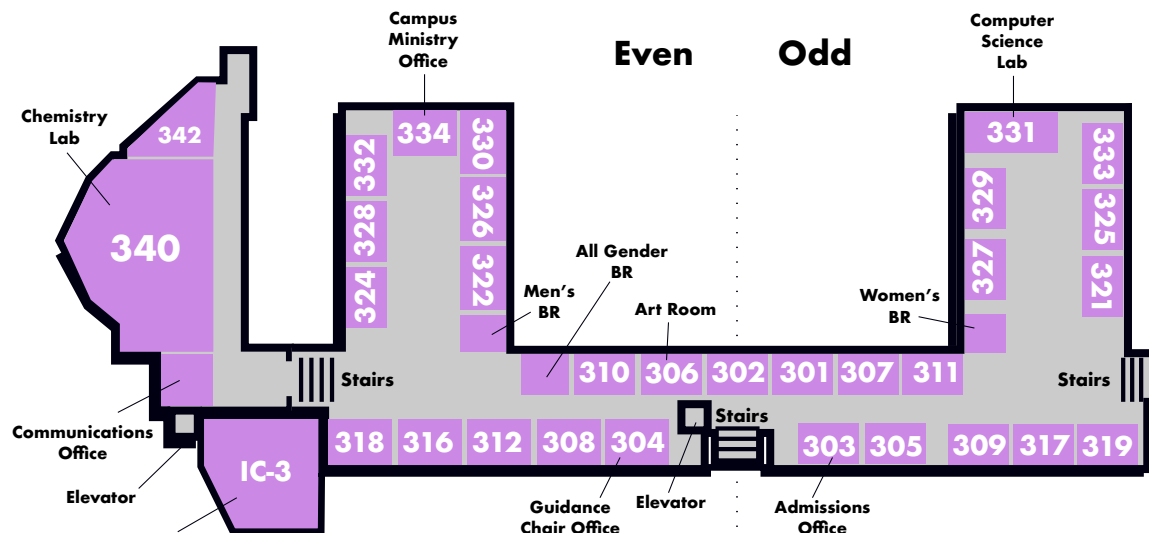 Campus
Ministry
Office
Even
Odd
Computer
Science
Lab
Chemistry
Lab
342
334
330
331
333
332
329
326
325
328
340
All Gender
BR
327
324
322
321
Men's
BR
Art Room
Women's
BR
Stairs
310
306
302
301
307
311
Stairs
Stairs
Communications
Office
318
316
312
308
304
303
305
309
317
319
IC-3
Elevator
Guidance
Chair Office
Elevator
Admissions
Office